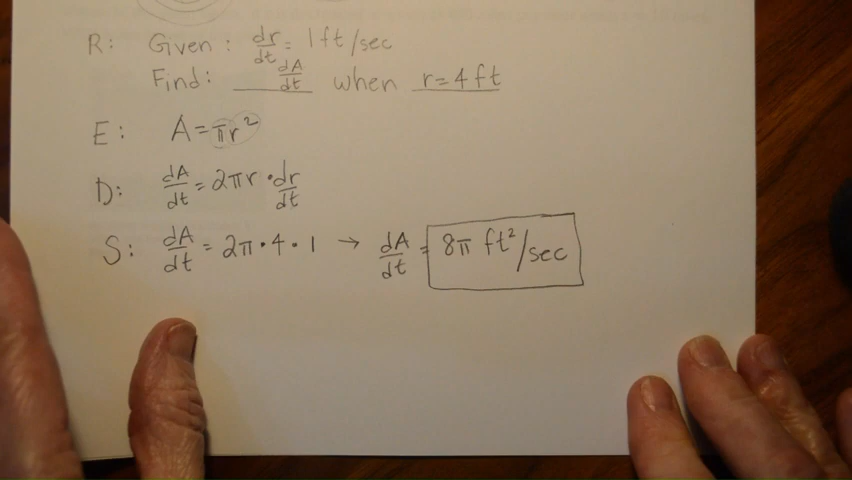 R: Given: dr/dt = 1 ft/sec
Find: dA/dt when r=4 ft
E: A=πr²
D: dA/dt = 2πr · dr/dt
S: dA/dt = 2π·4·1 → dA/dt = 8π ft²/sec